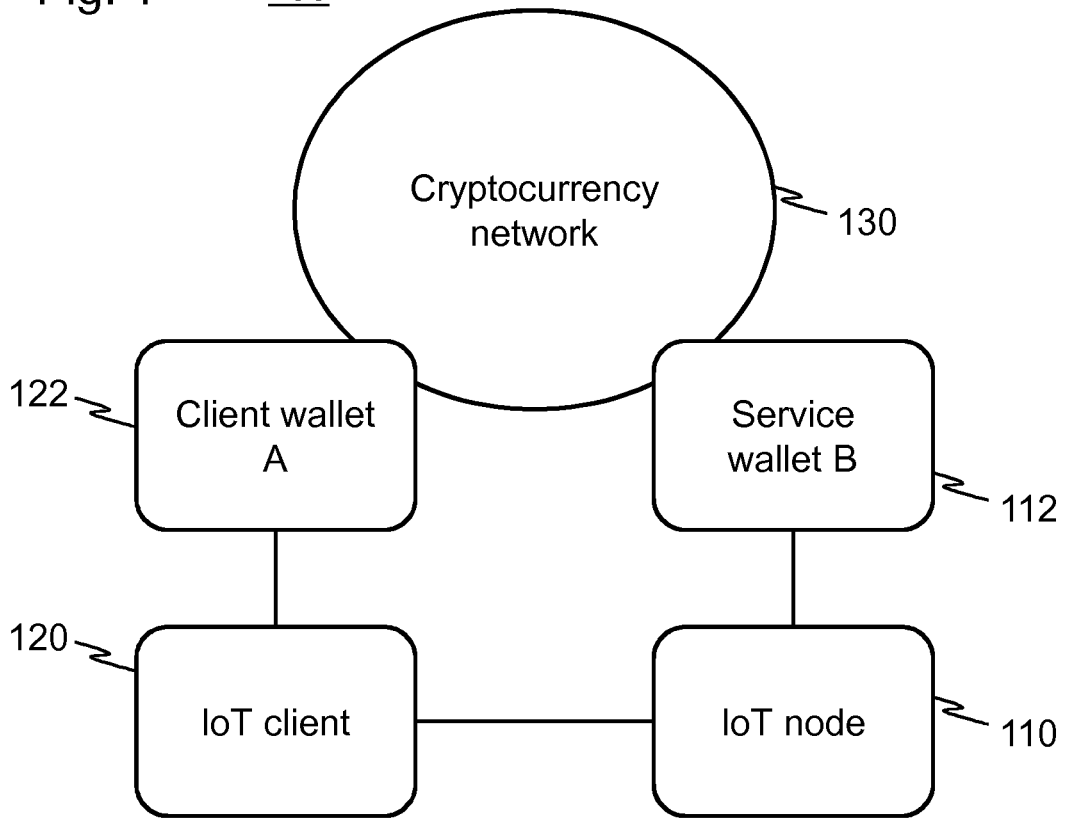 Cryptocurrency
network
130
122
Client wallet
A
Service
wallet B
112
120
IoT client
IoT node
110